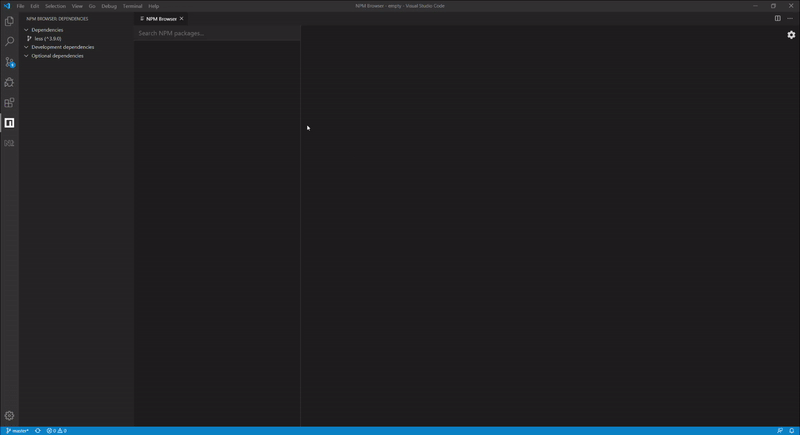 File Edit Selection View Go Debug Terminal Help
NPM Browser - empty - Visual Studio Code
NPM BROWSER: DEPENDENCIES
NPM Browser
Dependencies
less (^3.9.0)
Development dependencies
Optional dependencies
Search NPM packages...
master*
0 0